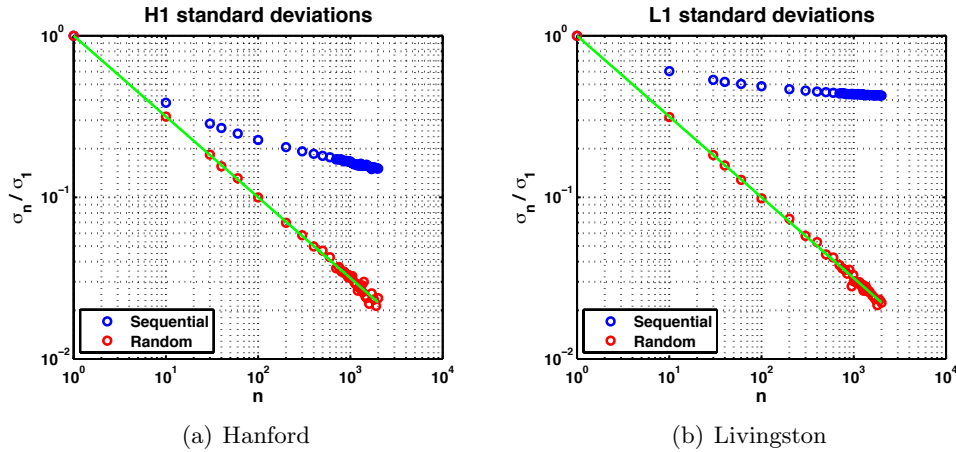 H1 standard deviations
10^0
10^-1
10^-2
σ_n / σ_1
Sequential
Random
10^0
10^1
10^2
10^3
10^4
n
(a) Hanford
L1 standard deviations
10^0
10^-1
10^-2
σ_n / σ_1
Sequential
Random
10^0
10^1
10^2
10^3
10^4
n
(b) Livingston